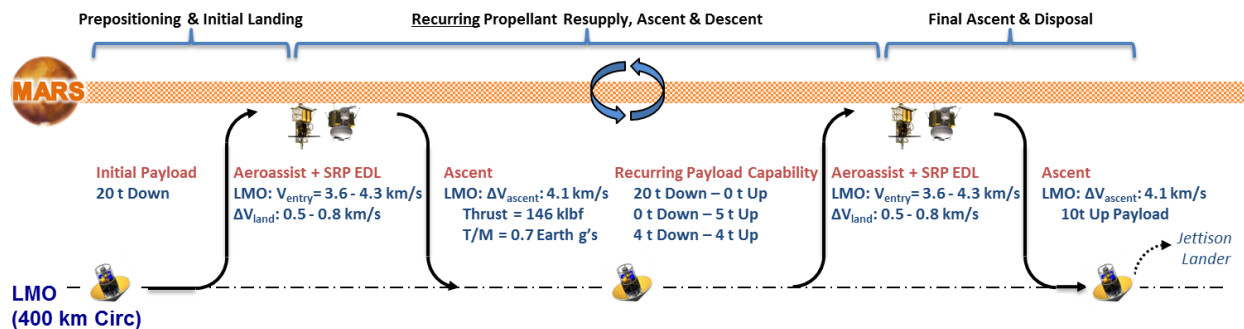 Prepositioning & Initial Landing
Recurring Propellant Resupply, Ascent & Descent
Final Ascent & Disposal
MARS
Initial Payload
20 t Down
Aeroassist + SRP EDL
LMO: Ventry= 3.6 - 4.3 km/s
ΔVland: 0.5 - 0.8 km/s
Ascent
LMO: ΔVascent: 4.1 km/s
Thrust = 146 klbf
T/M = 0.7 Earth g's
Recurring Payload Capability
20 t Down – 0 t Up
0 t Down – 5 t Up
4 t Down – 4 t Up
Aeroassist + SRP EDL
LMO: Ventry= 3.6 - 4.3 km/s
ΔVland: 0.5 - 0.8 km/s
Ascent
LMO: ΔVascent: 4.1 km/s
10t Up Payload
Jettison
Lander
LMO
(400 km Circ)